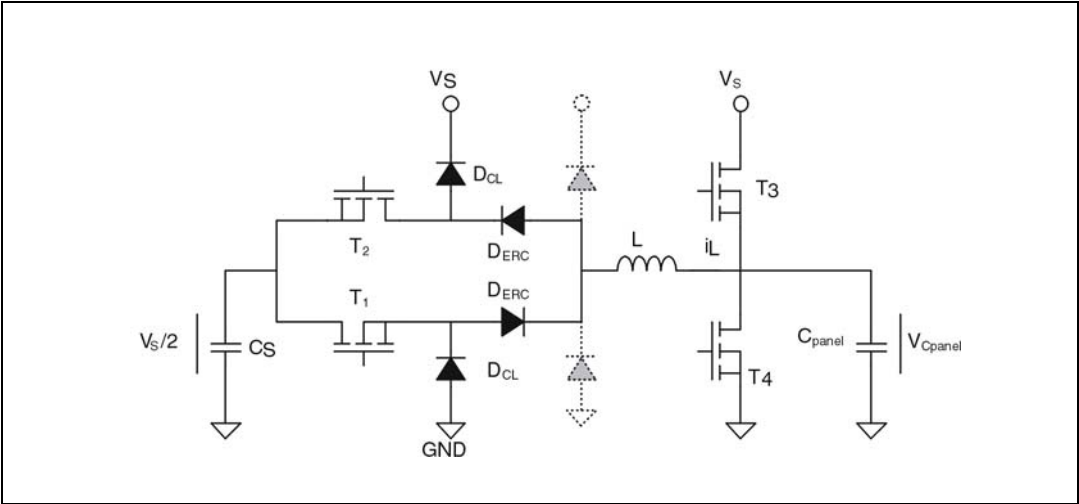 VS
VS
DCL
T3
T2
DERC
L
iL
DERC
T1
VS/2
CS
Cpanel
VCpanel
DCL
T4
GND